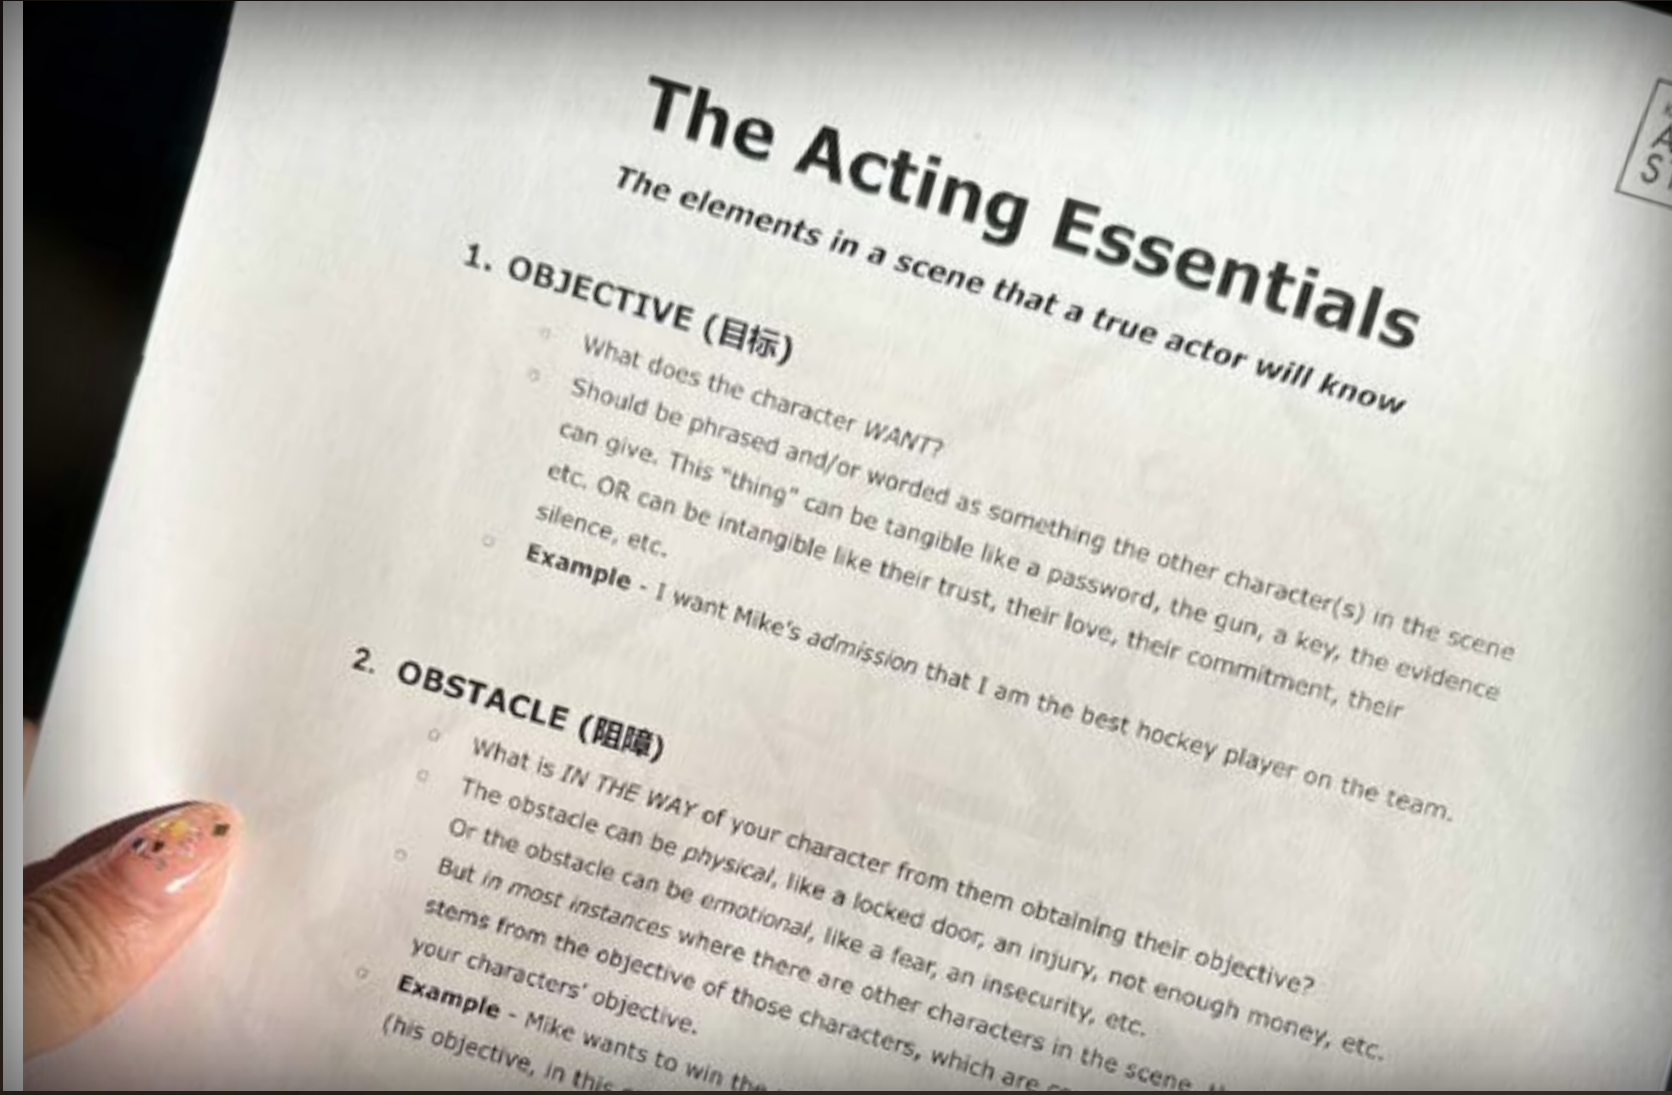 The Acting Essentials
The elements in a scene that a true actor will know
1. OBJECTIVE (目标)
What does the character WANT?
Should be phrased and/or worded as something the other character(s) in the scene
can give. This "thing" can be tangible like a password, the gun, a key, the evidence
etc. OR can be intangible like their trust, their love, their commitment, their
silence, etc.
Example - I want Mike's admission that I am the best hockey player on the team.
2. OBSTACLE (阻障)
What is IN THE WAY of your character from them obtaining their objective?
The obstacle can be physical, like a locked door, an injury, not enough money, etc.
Or the obstacle can be emotional, like a fear, an insecurity, etc.
But in most instances where there are other characters in the scene,
stems from the objective of those characters, which are
your characters' objective.
Example - Mike wants to win the
(his objective, in this